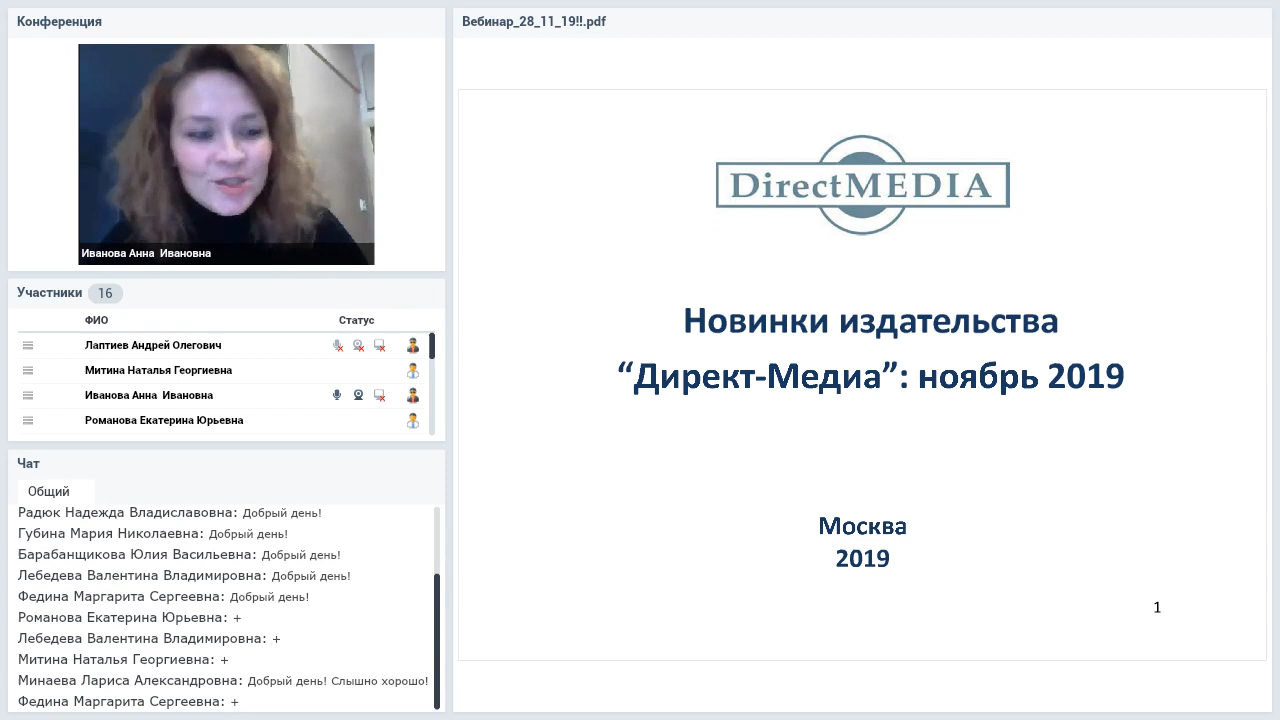 Конференция
Иванова Анна Ивановна
Участники 16
ФИО Статус
Лаптиев Андрей Олегович
Митина Наталья Георгиевна
Иванова Анна Ивановна
Романова Екатерина Юрьевна
Чат
Общий
Радюк Надежда Владиславовна: Добрый день!
Губина Мария Николаевна: Добрый день!
Барабанщикова Юлия Васильевна: Добрый день!
Лебедева Валентина Владимировна: Добрый день!
Федина Маргарита Сергеевна: Добрый день!
Романова Екатерина Юрьевна: +
Лебедева Валентина Владимировна: +
Митина Наталья Георгиевна: +
Минаева Лариса Александровна: Добрый день! Слышно хорошо!
Федина Маргарита Сергеевна: +
Вебинар_28_11_19!!.pdf
DirectMEDIA
Новинки издательства
“Директ-Медиа”: ноябрь 2019
Москва
2019
1